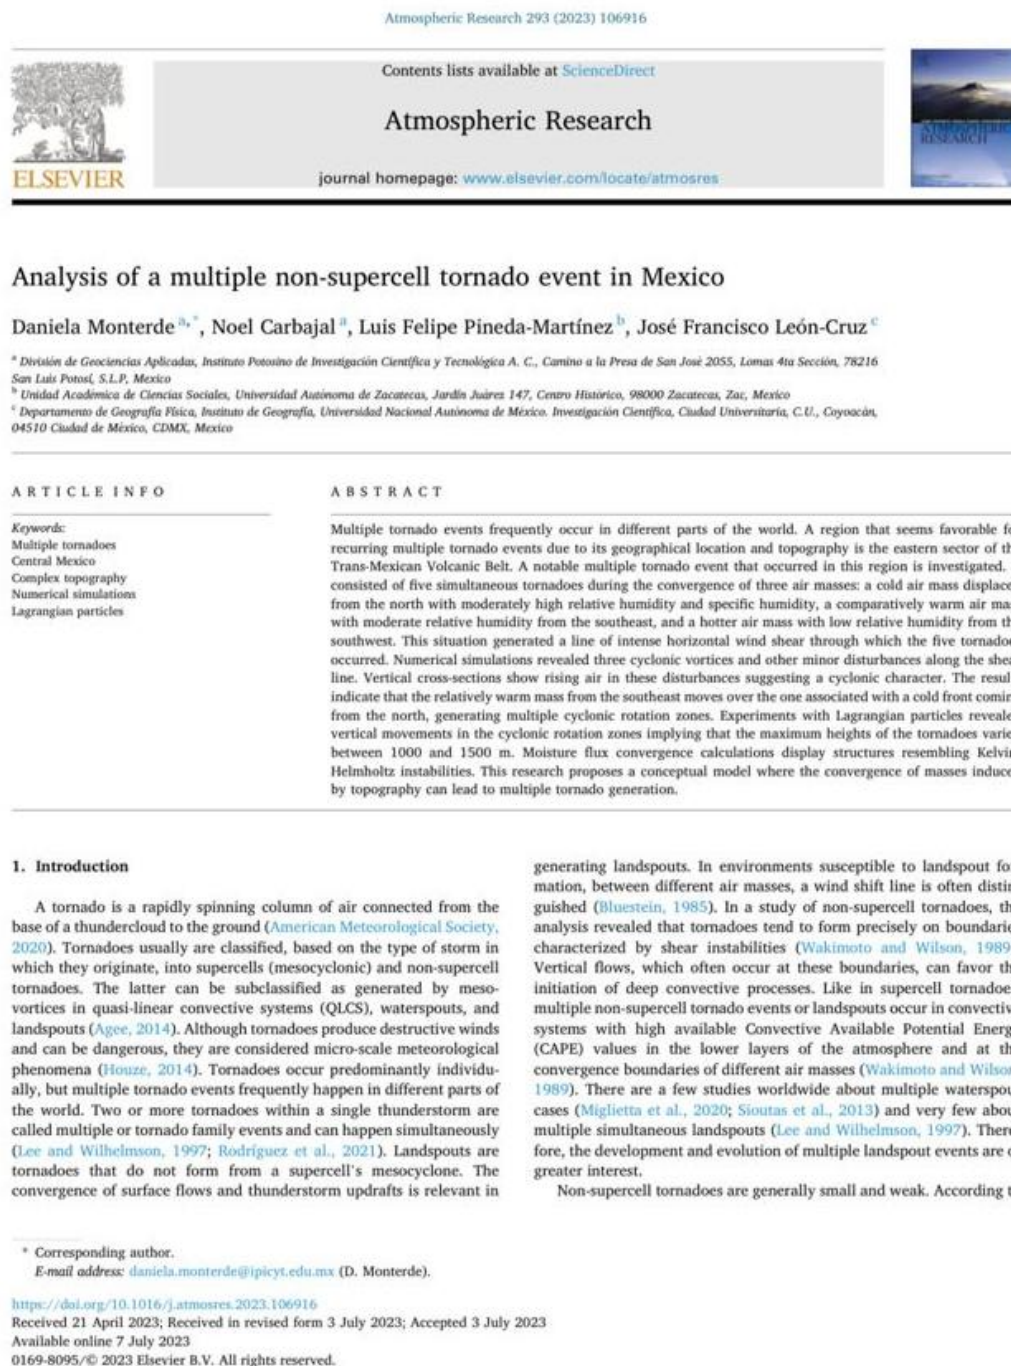 Atmospheric Research 293 (2023) 106916
Contents lists available at ScienceDirect
Atmospheric Research
journal homepage: www.elsevier.com/locate/atmosres
ELSEVIER
ATMOSPHERIC
RESEARCH
Analysis of a multiple non-supercell tornado event in Mexico
Daniela Monterde a,*, Noel Carbajal a, Luis Felipe Pineda-Martínez b, José Francisco León-Cruz c
a División de Geociencias Aplicadas, Instituto Potosino de Investigación Científica y Tecnológica A. C., Camino a la Presa de San José 2055, Lomas 4ta Sección, 78216
San Luis Potosí, S.L.P, Mexico
b Unidad Académica de Ciencias Sociales, Universidad Autónoma de Zacatecas, Jardín Juárez 147, Centro Histórico, 98000 Zacatecas, Zac, Mexico
c Departamento de Geografía Física, Instituto de Geografía, Universidad Nacional Autónoma de México. Investigación Científica, Ciudad Universitaria, C.U., Coyoacán,
04510 Ciudad de México, CDMX, Mexico
ARTICLE INFO
Keywords:
Multiple tornadoes
Central Mexico
Complex topography
Numerical simulations
Lagrangian particles
ABSTRACT
Multiple tornado events frequently occur in different parts of the world. A region that seems favorable fo
recurring multiple tornado events due to its geographical location and topography is the eastern sector of th
Trans-Mexican Volcanic Belt. A notable multiple tornado event that occurred in this region is investigated.
consisted of five simultaneous tornadoes during the convergence of three air masses: a cold air mass displace
from the north with moderately high relative humidity and specific humidity, a comparatively warm air ma
with moderate relative humidity from the southeast, and a hotter air mass with low relative humidity from th
southwest. This situation generated a line of intense horizontal wind shear through which the five tornado
occurred. Numerical simulations revealed three cyclonic vortices and other minor disturbances along the shea
line. Vertical cross-sections show rising air in these disturbances suggesting a cyclonic character. The resul
indicate that the relatively warm mass from the southeast moves over the one associated with a cold front comin
from the north, generating multiple cyclonic rotation zones. Experiments with Lagrangian particles reveale
vertical movements in the cyclonic rotation zones implying that the maximum heights of the tornadoes varie
between 1000 and 1500 m. Moisture flux convergence calculations display structures resembling Kelvi
Helmholtz instabilities. This research proposes a conceptual model where the convergence of masses induce
by topography can lead to multiple tornado generation.
1. Introduction
A tornado is a rapidly spinning column of air connected from the
base of a thundercloud to the ground (American Meteorological Society,
2020). Tornadoes usually are classified, based on the type of storm in
which they originate, into supercells (mesocyclonic) and non-supercell
tornadoes. The latter can be subclassified as generated by meso-
vortices in quasi-linear convective systems (QLCS), waterspouts, and
landspouts (Agee, 2014). Although tornadoes produce destructive winds
and can be dangerous, they are considered micro-scale meteorological
phenomena (Houze, 2014). Tornadoes occur predominantly individu-
ally, but multiple tornado events frequently happen in different parts of
the world. Two or more tornadoes within a single thunderstorm are
called multiple or tornado family events and can happen simultaneously
(Lee and Wilhelmson, 1997; Rodríguez et al., 2021). Landspouts are
tornadoes that do not form from a supercell's mesocyclone. The
convergence of surface flows and thunderstorm updrafts is relevant in
generating landspouts. In environments susceptible to landspout fo
mation, between different air masses, a wind shift line is often distin
guished (Bluestein, 1985). In a study of non-supercell tornadoes, th
analysis revealed that tornadoes tend to form precisely on boundarie
characterized by shear instabilities (Wakimoto and Wilson, 1989
Vertical flows, which often occur at these boundaries, can favor th
initiation of deep convective processes. Like in supercell tornadoe
multiple non-supercell tornado events or landspouts occur in convectiv
systems with high available Convective Available Potential Energ
(CAPE) values in the lower layers of the atmosphere and at th
convergence boundaries of different air masses (Wakimoto and Wilson
1989). There are a few studies worldwide about multiple waterspou
cases (Miglietta et al., 2020; Sioutas et al., 2013) and very few abou
multiple simultaneous landspouts (Lee and Wilhelmson, 1997). There
fore, the development and evolution of multiple landspout events are o
greater interest.
Non-supercell tornadoes are generally small and weak. According t
* Corresponding author.
E-mail address: daniela.monterde@ipicyt.edu.mx (D. Monterde).
https://doi.org/10.1016/j.atmosres.2023.106916
Received 21 April 2023; Received in revised form 3 July 2023; Accepted 3 July 2023
Available online 7 July 2023
0169-8095/© 2023 Elsevier B.V. All rights reserved.